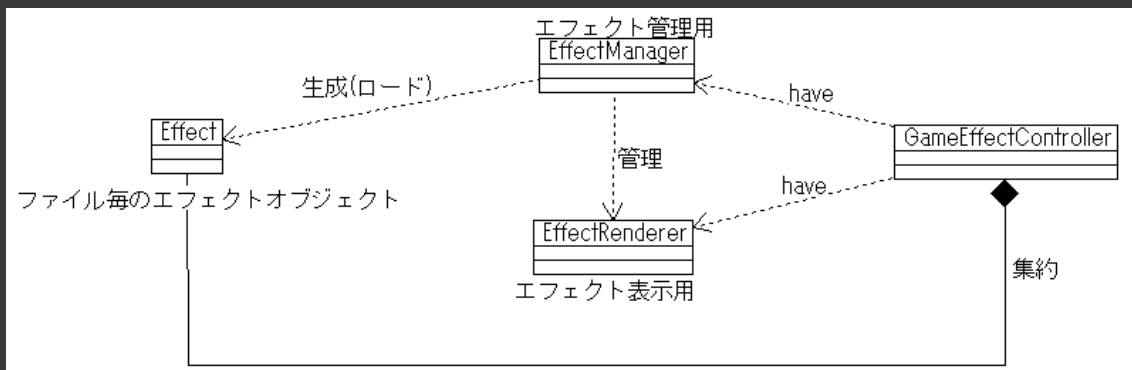 エフェクト管理用
EffectManager
生成(ロード)
have
Effect
GameEffectController
管理
ファイル毎のエフェクトオブジェクト
have
EffectRenderer
エフェクト表示用
集約